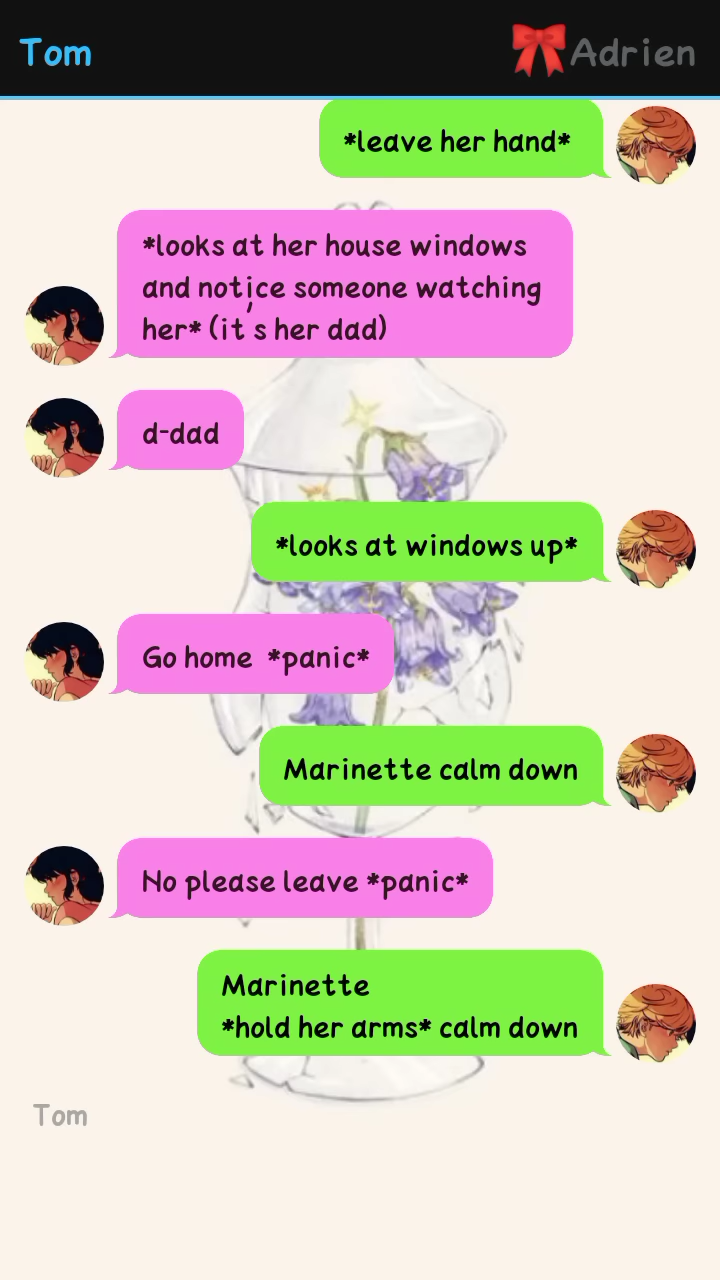 Tom
🎀Adrien
*leave her hand*
*looks at her house windows
and notice someone watching
her* (it's her dad)
d-dad
*looks at windows up*
Go home  *panic*
Marinette calm down
No please leave *panic*
Marinette
*hold her arms* calm down
Tom